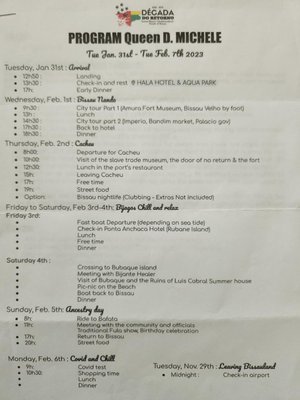 DÉCADA
DO RETORNO
PROGRAM Queen D. MICHELE
Tue Jan. 31st - Tue Feb. 7th 2023
Tuesday, Jan 31st : Arrival
• 12h50 : Landing
• 13h30 : Check-in and rest @ HALA HOTEL & AQUA PARK
• 17h : Early Dinner
Wednesday, Feb. 1st : Bissau Nanda
• 9h30 : City tour Part 1 (Amura Fort Museum, Bissau Velho by foot)
• 13h : Lunch
• 14h30 : City tour part 2 (Imperio, Bandim market, Palacio gov)
• 17h30 : Back to hotel
• 18h30 : Dinner
Thursday, Feb. 2nd : Cacheu
• 8h00: Departure for Cacheu
• 10h00: Visit of the slave trade museum, the door of no return & the fort
• 12h30: Lunch in the port's restaurant
• 15h: Leaving Cacheu
• 17h: Free time
• 19h: Street food
• Option: Bissau nightlife (Clubbing - Extras Not Included)
Friday to Saturday, Feb 3rd-4th; Bijagos Chill and relax
Friday 3rd:
• Fast boat Departure (depending on sea tide)
• Check-in Ponta Anchaca Hotel (Rubane Island)
• Lunch
• Free time
• Dinner
Saturday 4th :
• Crossing to Bubaque Island
• Meeting with Bijante Healer
• Visit of Bubaque and the Ruins of Luis Cabral Summer house
• Pic-nic on the Beach
• Boat back to Bissau
• Dinner
Sunday, Feb. 5th: Ancestry day
• 8h: Ride to Bafata
• 11h: Meeting with the community and officials
Traditional Fula show, Birthday celebration
• 17h: Return to Bissau
• 20h: Street food
Monday, Feb. 6th : Covid and Chill
• 9h: Covid test
• 10h30: Shopping time
• Lunch
• Dinner
Tuesday, Nov. 29th : Leaving Bissauland
• Midnight : Check-in airport